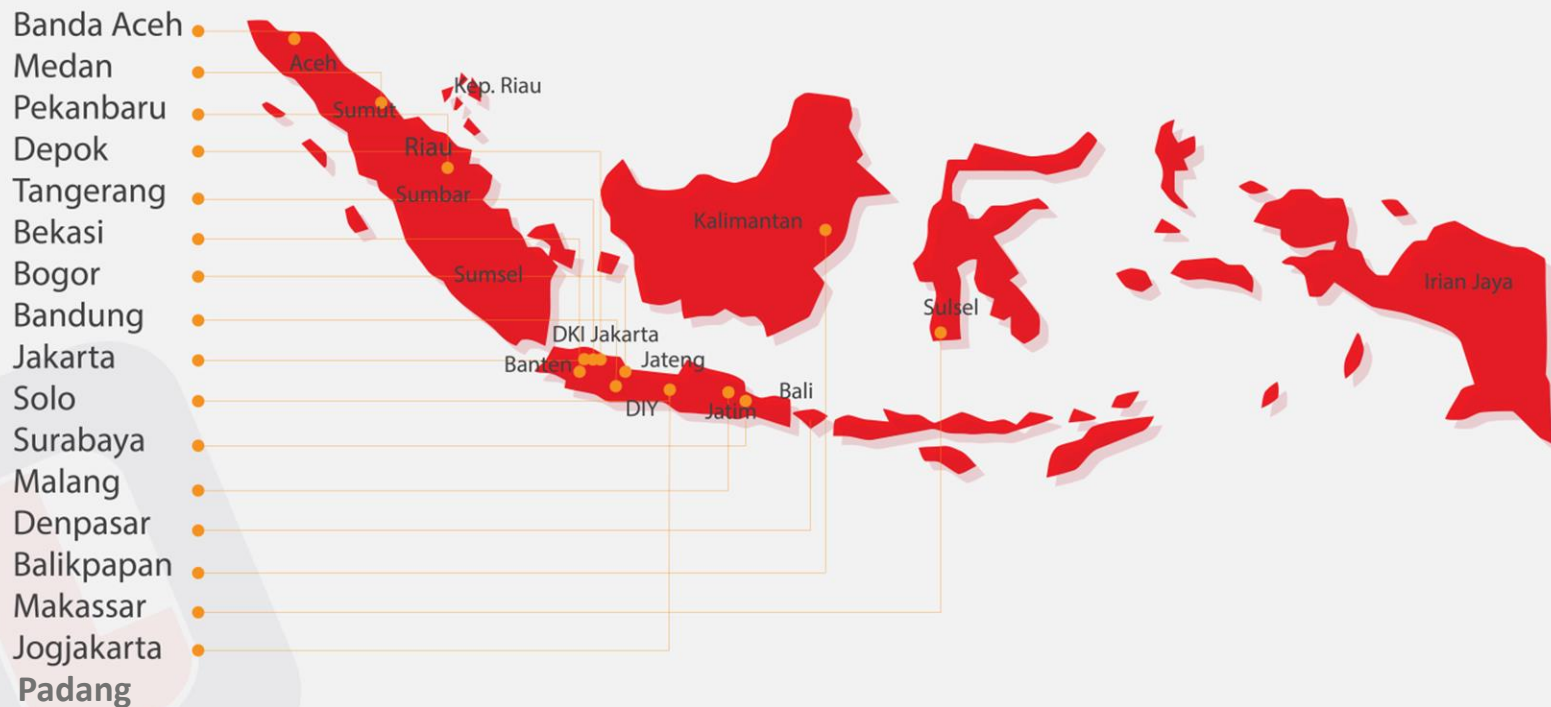 Banda Aceh
Medan
Pekanbaru
Depok
Tangerang
Bekasi
Bogor
Bandung
Jakarta
Solo
Surabaya
Malang
Denpasar
Balikpapan
Makassar
Jogjakarta
Padang
Aceh
Sumut
Kep. Riau
Riau
Sumbar
Sumsel
Kalimantan
Sulsel
Irian Jaya
DKI Jakarta
Banten
Jateng
DIY
Jatim
Bali